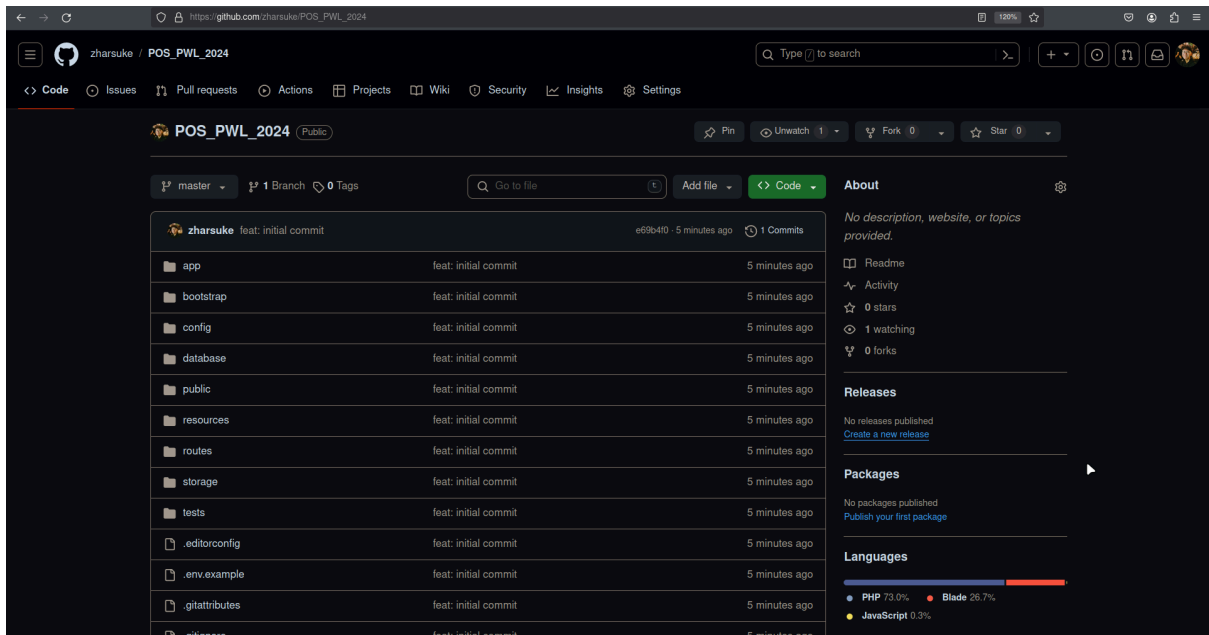 https://github.com/zharsuke/POS_PWL_2024
120%
zharsuke / POS_PWL_2024
Type / to search
Code Issues Pull requests Actions Projects Wiki Security Insights Settings
POS_PWL_2024 Public
Pin Unwatch 1 Fork 0 Star 0
master 1 Branch 0 Tags Go to file t Add file Code
zharsuke feat: initial commit e69b4f0 · 5 minutes ago 1 Commits
app feat: initial commit 5 minutes ago
bootstrap feat: initial commit 5 minutes ago
config feat: initial commit 5 minutes ago
database feat: initial commit 5 minutes ago
public feat: initial commit 5 minutes ago
resources feat: initial commit 5 minutes ago
routes feat: initial commit 5 minutes ago
storage feat: initial commit 5 minutes ago
tests feat: initial commit 5 minutes ago
.editorconfig feat: initial commit 5 minutes ago
.env.example feat: initial commit 5 minutes ago
.gitattributes feat: initial commit 5 minutes ago
About
No description, website, or topics
provided.
Readme
Activity
0 stars
1 watching
0 forks
Releases
No releases published
Create a new release
Packages
No packages published
Publish your first package
Languages
PHP 73.0% Blade 26.7%
JavaScript 0.3%